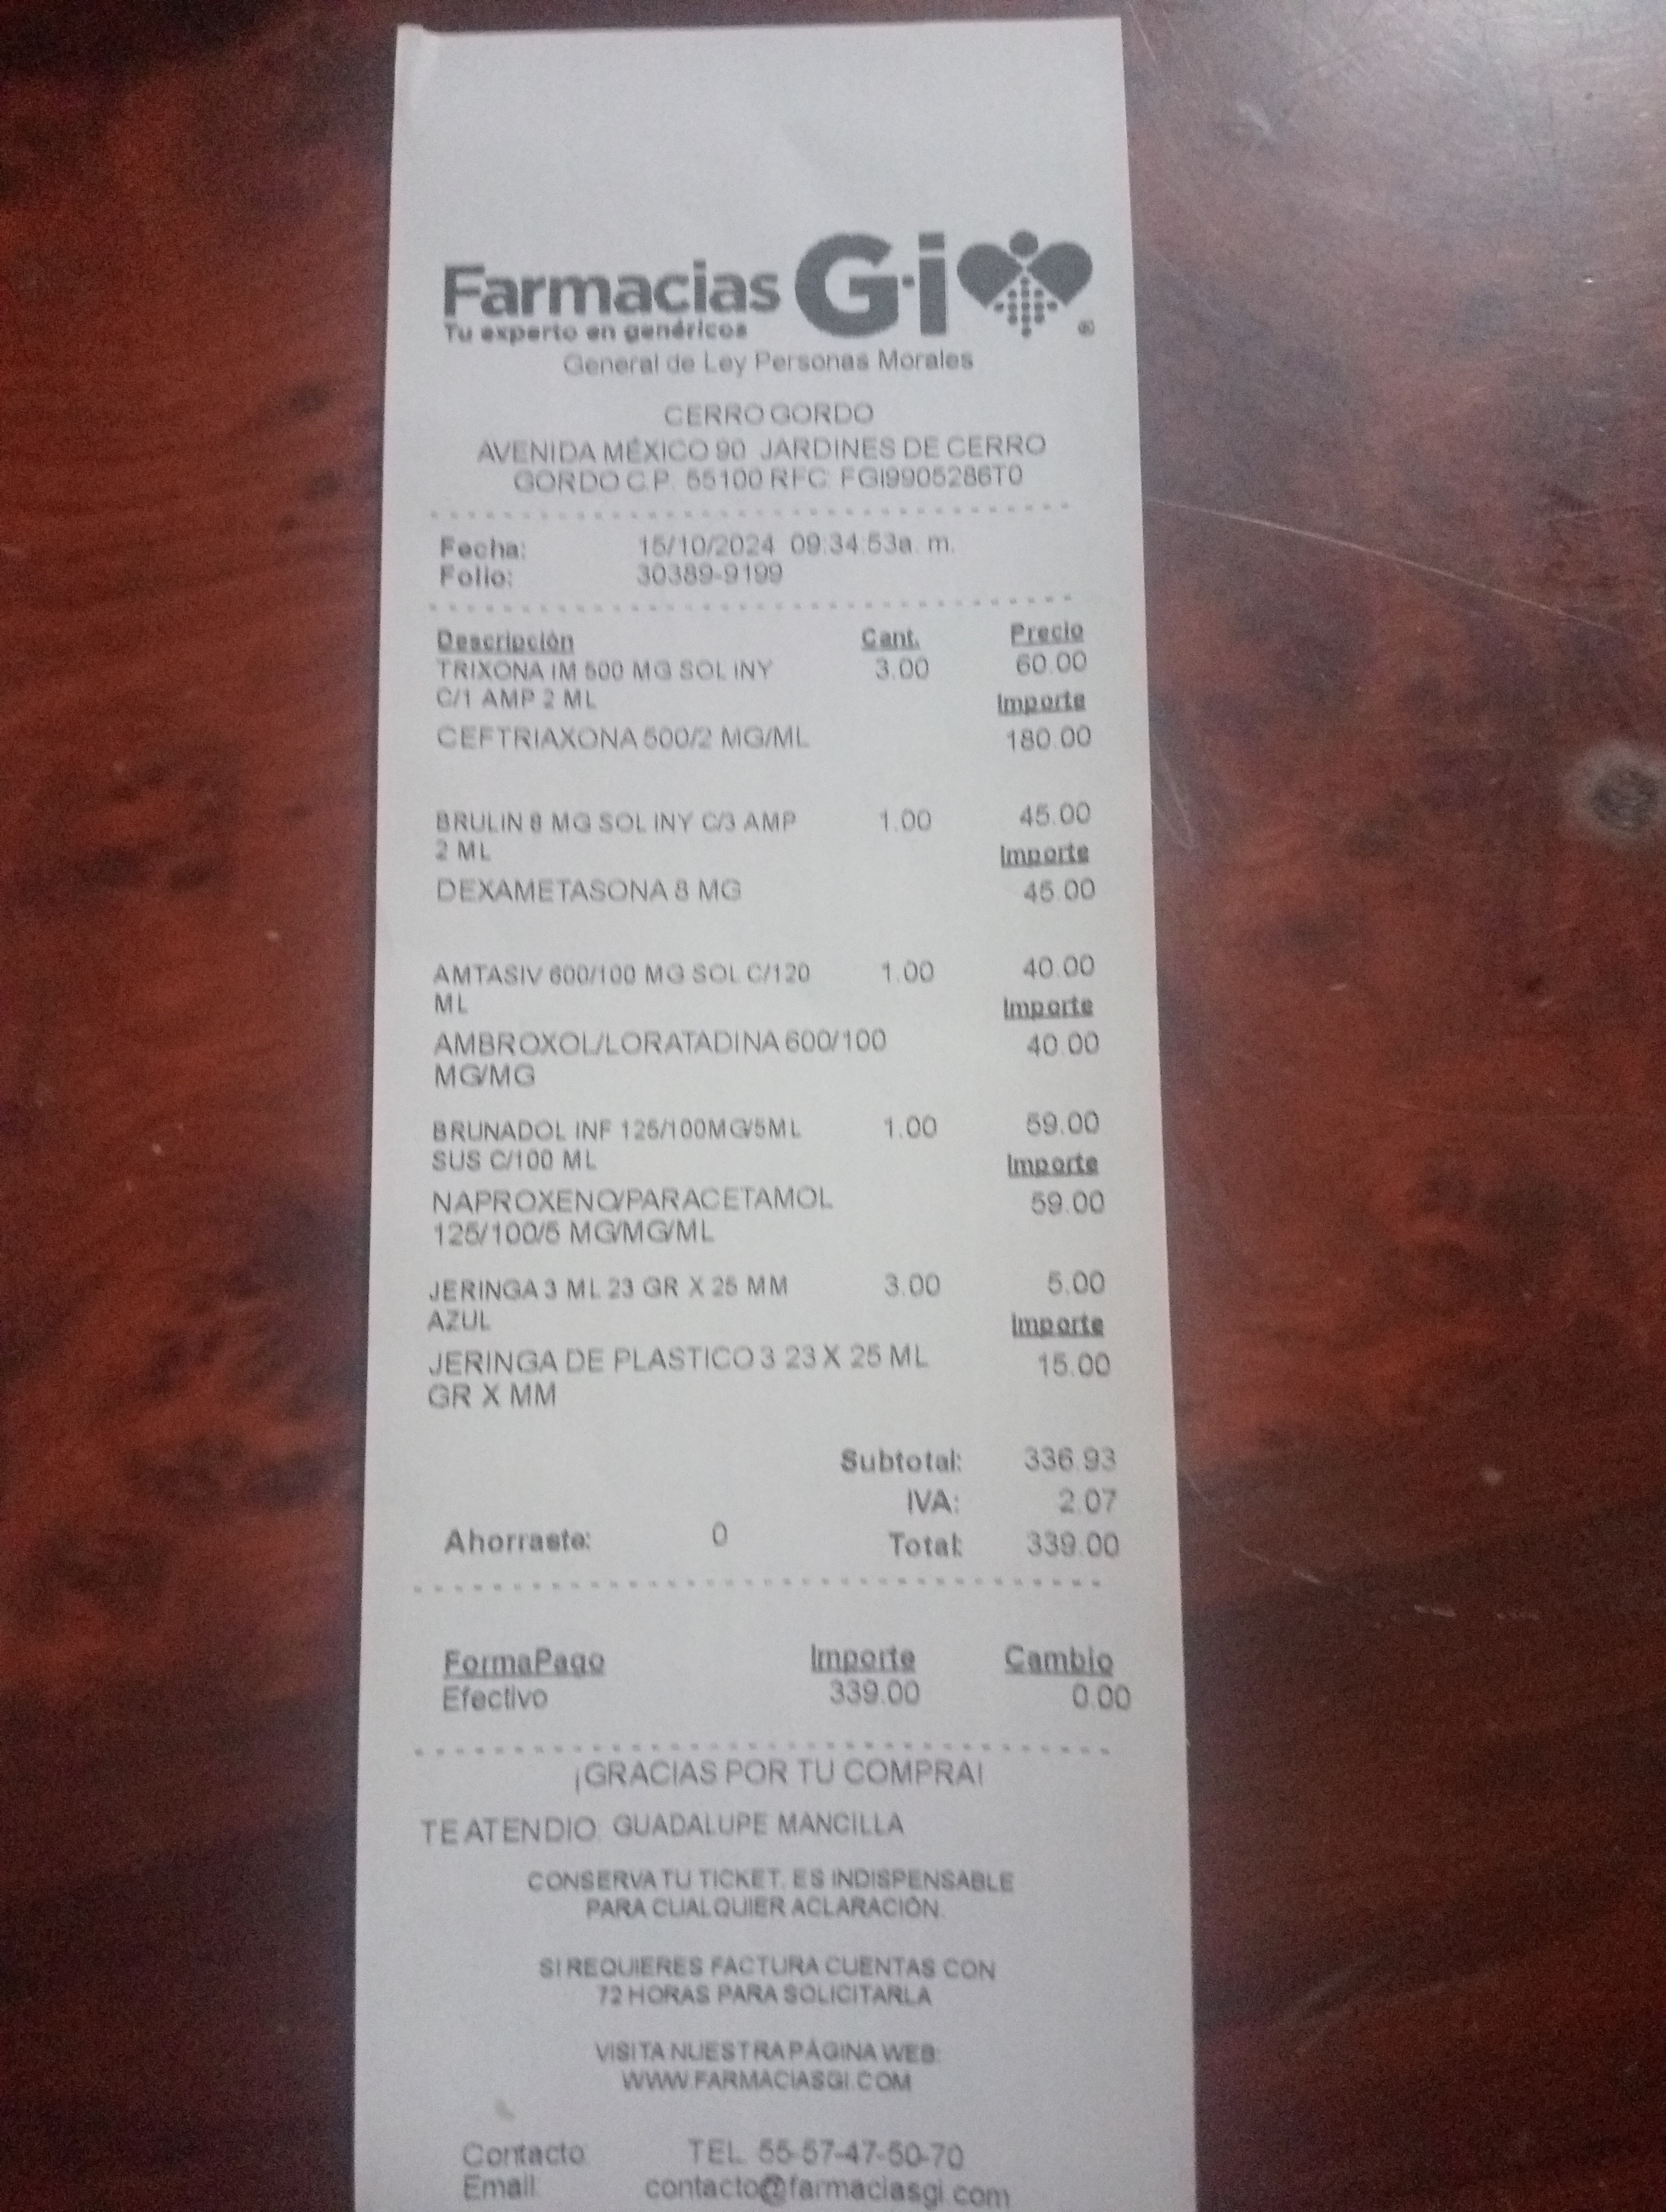 Farmacias G·i
Tu experto en genéricos
General de Ley Personas Morales
CERRO GORDO
AVENIDA MÉXICO 90 JARDINES DE CERRO
GORDO C.P. 55100 RFC: FGI9905286T0
Fecha: 15/10/2024 09:34:53a. m.
Folio: 30389-9199
Descripción Cant. Precio
TRIXONA IM 500 MG SOL INY 3.00 60.00
C/1 AMP 2 ML Importe
CEFTRIAXONA 500/2 MG/ML 180.00
BRULIN 8 MG SOL INY C/3 AMP 1.00 45.00
2 ML Importe
DEXAMETASONA 8 MG 45.00
AMTASIV 600/100 MG SOL C/120 1.00 40.00
ML Importe
AMBROXOL/LORATADINA 600/100 40.00
MG/MG
BRUNADOL INF 125/100MG/5ML 1.00 59.00
SUS C/100 ML Importe
NAPROXENO/PARACETAMOL 59.00
125/100/5 MG/MG/ML
JERINGA 3 ML 23 GR X 25 MM 3.00 5.00
AZUL Importe
JERINGA DE PLASTICO 3 23 X 25 ML 15.00
GR X MM
Subtotal: 336.93
IVA: 2.07
Ahorraste: 0 Total: 339.00
FormaPago Importe Cambio
Efectivo 339.00 0.00
¡GRACIAS POR TU COMPRA!
TE ATENDIO: GUADALUPE MANCILLA
CONSERVA TU TICKET, ES INDISPENSABLE
PARA CUALQUIER ACLARACIÓN.
SI REQUIERES FACTURA CUENTAS CON
72 HORAS PARA SOLICITARLA
VISITA NUESTRA PÁGINA WEB:
WWW.FARMACIASGI.COM
Contacto: TEL. 55-57-47-50-70
Email: contacto@farmaciasgi.com